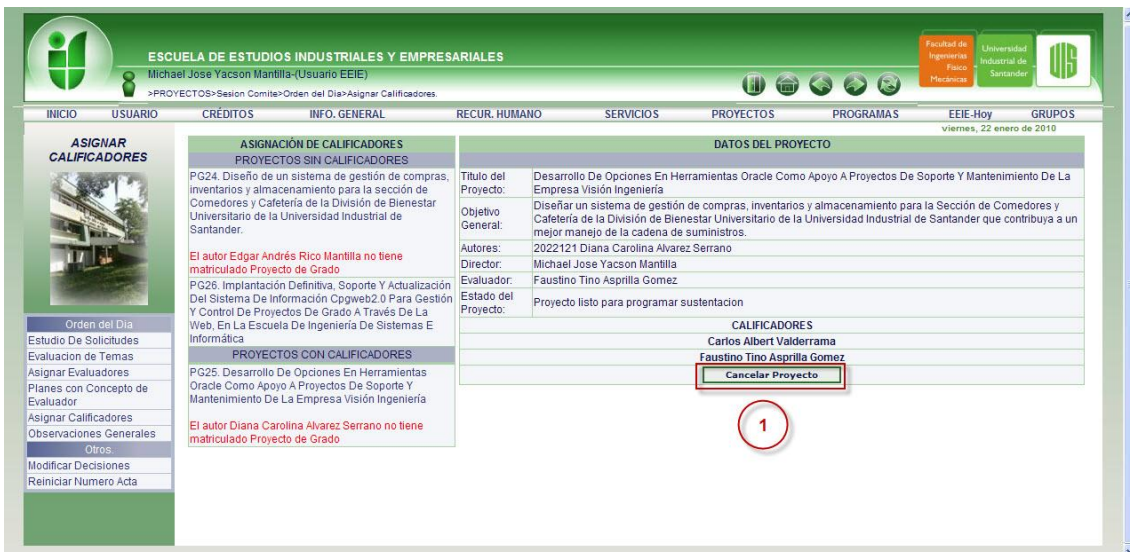 ESCUELA DE ESTUDIOS INDUSTRIALES Y EMPRESARIALES
Michael Jose Yacson Mantilla-(Usuario EEIE)
>PROYECTOS>Sesion Comite>Orden del Dia>Asignar Calificadores.
Facultad de
Ingenierías
Físico
Mecánicas
Universidad
Industrial de
Santander
UIS
INICIO USUARIO CRÉDITOS INFO. GENERAL RECUR. HUMANO SERVICIOS PROYECTOS PROGRAMAS EEIE-Hoy GRUPOS
viernes, 22 enero de 2010
ASIGNAR
CALIFICADORES
Orden del Dia
Estudio De Solicitudes
Evaluacion de Temas
Asignar Evaluadores
Planes con Concepto de
Evaluador
Asignar Calificadores
Observaciones Generales
Otros.
Modificar Decisiones
Reiniciar Numero Acta
ASIGNACIÓN DE CALIFICADORES
PROYECTOS SIN CALIFICADORES
PG24. Diseño de un sistema de gestión de compras,
inventarios y almacenamiento para la sección de
Comedores y Cafetería de la División de Bienestar
Universitario de la Universidad Industrial de
Santander.
El autor Edgar Andrés Rico Mantilla no tiene
matriculado Proyecto de Grado
PG26. Implantación Definitiva, Soporte Y Actualización
Del Sistema De Información Cpgweb2.0 Para Gestión
Y Control De Proyectos De Grado A Través De La
Web, En La Escuela De Ingeniería De Sistemas E
Informática
PROYECTOS CON CALIFICADORES
PG25. Desarrollo De Opciones En Herramientas
Oracle Como Apoyo A Proyectos De Soporte Y
Mantenimiento De La Empresa Visión Ingeniería
El autor Diana Carolina Alvarez Serrano no tiene
matriculado Proyecto de Grado
DATOS DEL PROYECTO
Titulo del
Proyecto:
Desarrollo De Opciones En Herramientas Oracle Como Apoyo A Proyectos De Soporte Y Mantenimiento De La
Empresa Visión Ingeniería
Objetivo
General:
Diseñar un sistema de gestión de compras, inventarios y almacenamiento para la Sección de Comedores y
Cafetería de la División de Bienestar Universitario de la Universidad Industrial de Santander que contribuya a un
mejor manejo de la cadena de suministros.
Autores: 2022121 Diana Carolina Alvarez Serrano
Director: Michael Jose Yacson Mantilla
Evaluador: Faustino Tino Asprilla Gomez
Estado del
Proyecto:
Proyecto listo para programar sustentacion
CALIFICADORES
Carlos Albert Valderrama
Faustino Tino Asprilla Gomez
Cancelar Proyecto
1